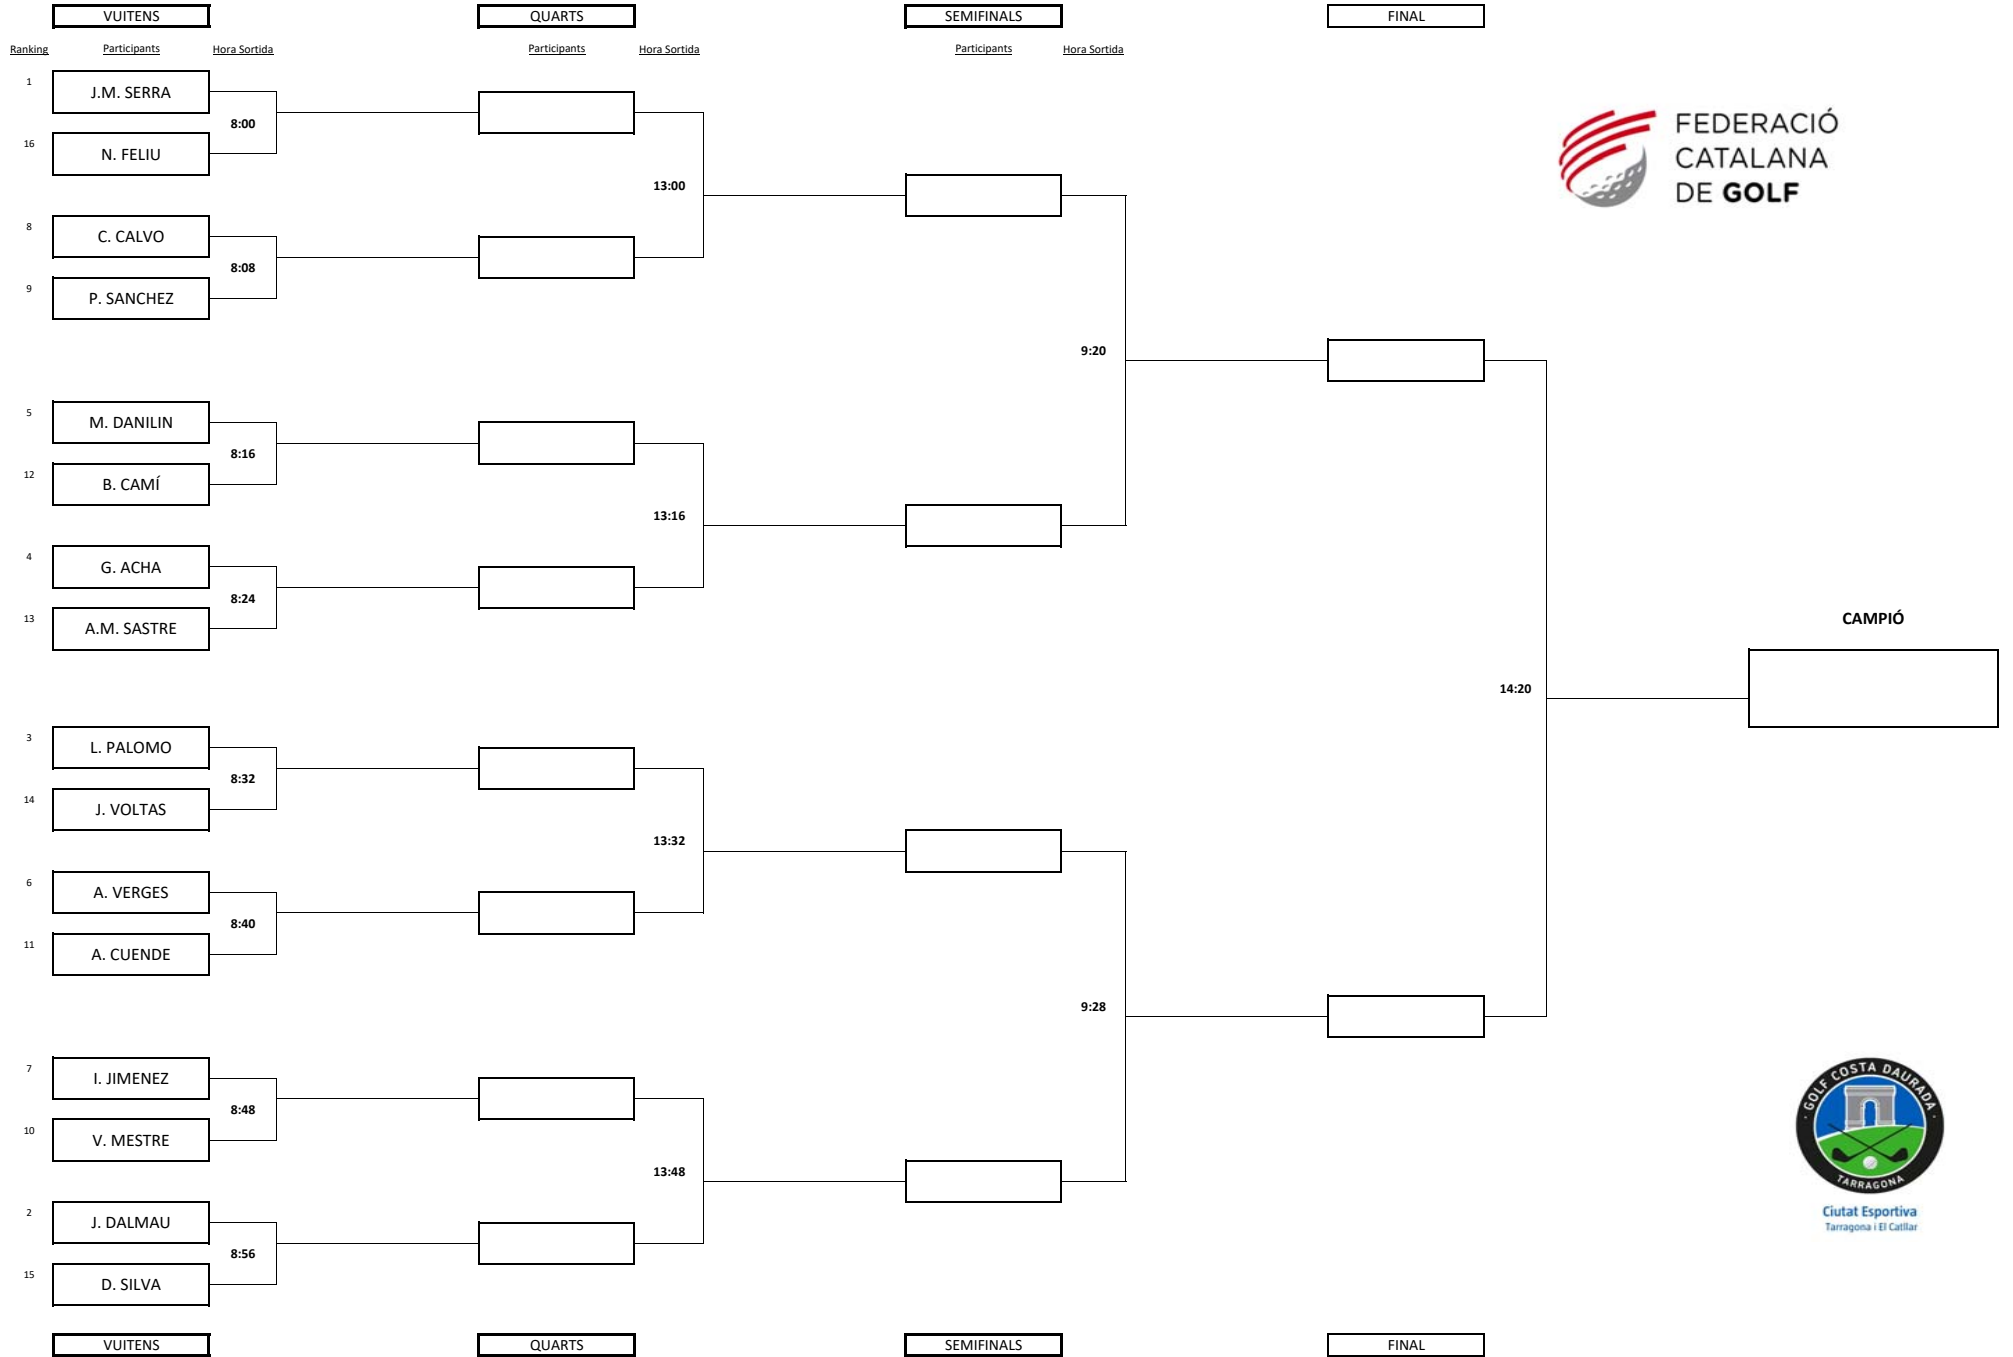 VUITENS QUARTS SEMIFINALS FINAL
Ranking Participants Hora Sortida Participants Hora Sortida Participants Hora Sortida
1
J.M. SERRA
8:00
16
N. FELIU
13:00
8
C. CALVO
8:08
9
P. SANCHEZ
9:20
5
M. DANILIN
8:16
12
B. CAMÍ
13:16
4
G. ACHA
8:24
13
A.M. SASTRE
14:20
3
L. PALOMO
8:32
14
J. VOLTAS
13:32
6
A. VERGES
8:40
11
A. CUENDE
9:28
7
I. JIMENEZ
8:48
10
V. MESTRE
13:48
2
J. DALMAU
8:56
15
D. SILVA
CAMPIÓ
FEDERACIÓ
CATALANA
DE GOLF
· GOLF COSTA DAURADA ·
TARRAGONA
Ciutat Esportiva
Tarragona i El Catllar
VUITENS QUARTS SEMIFINALS FINAL